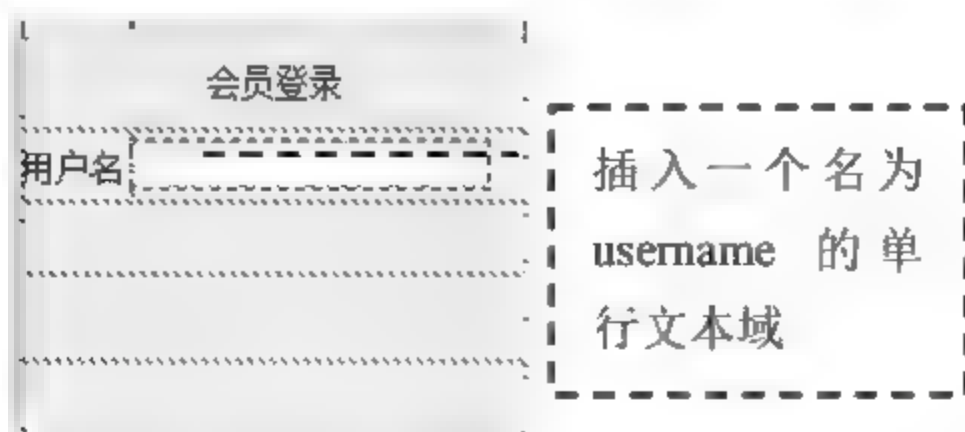 会员登录
用户名
插入一个名为
username 的单
行文本域